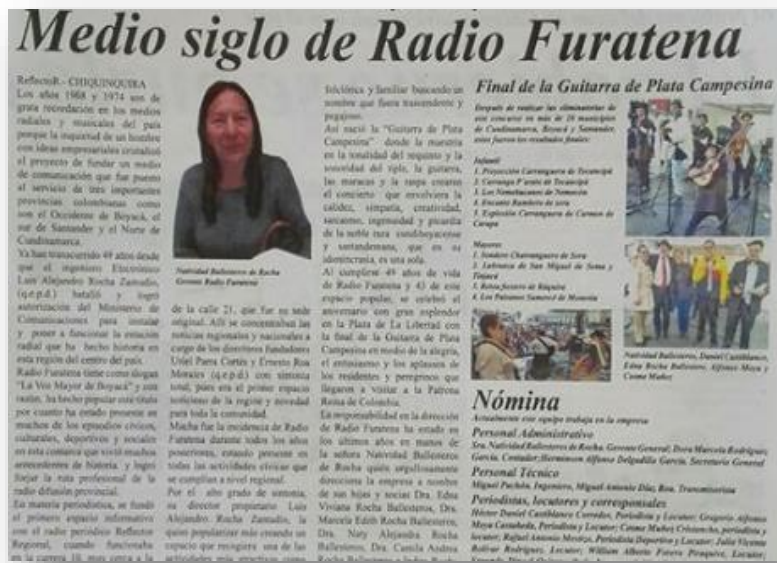 Medio siglo de Radio Furatena
ReflectoR.- CHIQUINQUIRA
Los años 1968 y 1974 son de
grata recordación en los medios
radiales y musicales del país
porque la inquietud de un hombre
con ideas empresariales cristalizó
el proyecto de fundar un medio
de comunicación que fue puesto
al servicio de tres importantes
provincias colombianas como
son el Occidente de Boyacá, el
sur de Santander y el Norte de
Cundinamarca.
Ya han transcurrido 49 años desde
que el ingeniero Electrónico
Luis Alejandro Rocha Zamudio,
(q.e.p.d.) batalló y logró
autorización del Ministerio de
Comunicaciones para instalar
y poner a funcionar la estación
radial que ha hecho historia en
esta región del centro del país.
Radio Furatena tiene como slogan
"La Voz Mayor de Boyacá" y con
razón, ha hecho popular este título
por cuanto ha estado presente en
muchos de los episodios cívicos,
culturales, deportivos y sociales
en esta comarca que vivió muchos
antecedentes de historia y logró
forjar la ruta profesional de la
radio difusión provincial.
En materia periodística, se fundó
el primer espacio informativo
con el radio periódico Reflector
Regional, cuando funcionaba
en la carrera 10, muy cerca a la
Natividad Ballesteros de Rocha
Gerente Radio Furatena
de la calle 21, que fue su sede
original. Allí se concentraban las
noticias regionales y nacionales a
cargo de los directores fundadores
Uriel Paez Cortés y Ernesto Roa
Morales (q.e.p.d.) con sintonía
total, pues era el primer espacio
noticioso de la región y novedad
para toda la comunidad.
Mucha fue la incidencia de Radio
Furatena durante todos los años
posteriores, estando presente en
todas las actividades cívicas que
se cumplían a nivel regional.
Por el alto grado de sintonía,
su director propietario Luis
Alejandro Rocha Zamudio, la
quiso popularizar más creando un
espacio que recogiera una de las
actividades más atractivas como
folclórica y familiar buscando un
nombre que fuera trascendente y
pegajoso.
Así nació la "Guitarra de Plata
Campesina" donde la maestría
en la tonalidad del requinto y la
sonoridad del tiple, la guitarra,
las maracas y la raspa crearon
el concierto que envolviera la
calidez, simpatía, creatividad,
sarcasmo, ingenuidad y picardía
de la noble raza cundiboyacense
y santandereana, que en su
idiosincrasia, es una sola.
Al cumplirse 49 años de vida
de Radio Furatena y 43 de este
espacio popular, se celebró el
aniversario con gran esplendor
en la Plaza de La Libertad con
la final de la Guitarra de Plata
Campesina en medio de la alegría,
el entusiasmo y los aplausos de
los residentes y peregrinos que
llegaron a visitar a la Patrona
Reina de Colombia.
La responsabilidad en la dirección
de Radio Furatena ha estado en
los últimos años en manos de
la señora Natividad Ballesteros
de Rocha quien orgullosamente
direcciona la empresa a nombre
de sus hijos y socias Dra. Edna
Viviana Rocha Ballesteros, Dra.
Marcela Edith Rocha Ballesteros,
Dra. Naty Alejandra Rocha
Ballesteros, Dra. Camila Andrea
Final de la Guitarra de Plata Campesina
Después de realizar las eliminatorias de
este concurso en más de 20 municipios
de Cundinamarca, Boyacá y Santander,
estos fueron los resultados finales:
Infantil
1. Proyección Carranguera de Tocancipá
2. Carranga P'antes de Tocancipá
3. Los Nemoluncanos de Nemocón
4. Encanto Rumbero de sora
5. Explosión Carranguera de Carmen de
Carupa
Mayores
1. Sendero Charranguero de Sora
2. de San Miguel de Sema y
Tinjacá
3. de Ráquira
4. Los Paisanos de
Natividad Ballesteros, Daniel Castiblanco,
Edna Rocha Ballesteros, Alfonso Moya y
Cosme Muñoz
Nómina
Actualmente este equipo trabaja en la empresa
Personal Administrativo
Sra. Natividad Ballesteros de Rocha, Gerente General; Dora Marcela Rodríguez
García, Contador; Herminson Alfonso Delgadillo García, Secretario General
Personal Técnico
Miguel Puchón, Ingeniero, Miguel Antonio Díaz Roa, Transmisorista
Periodistas, locutores y corresponsales
Héctor Daniel Castiblanco Corredor, Periodista y Locutor; Gregorio Alfonso
Moya Castañeda, Periodista y Locutor; Cosme Muñoz Cristancho, periodista y
locutor; Rafael Antonio Medros, Periodista Deportivo y Locutor; Julio Vicente
Bolívar Rodríguez, Locutor; William Alberto Forero Piraquive, Locutor;